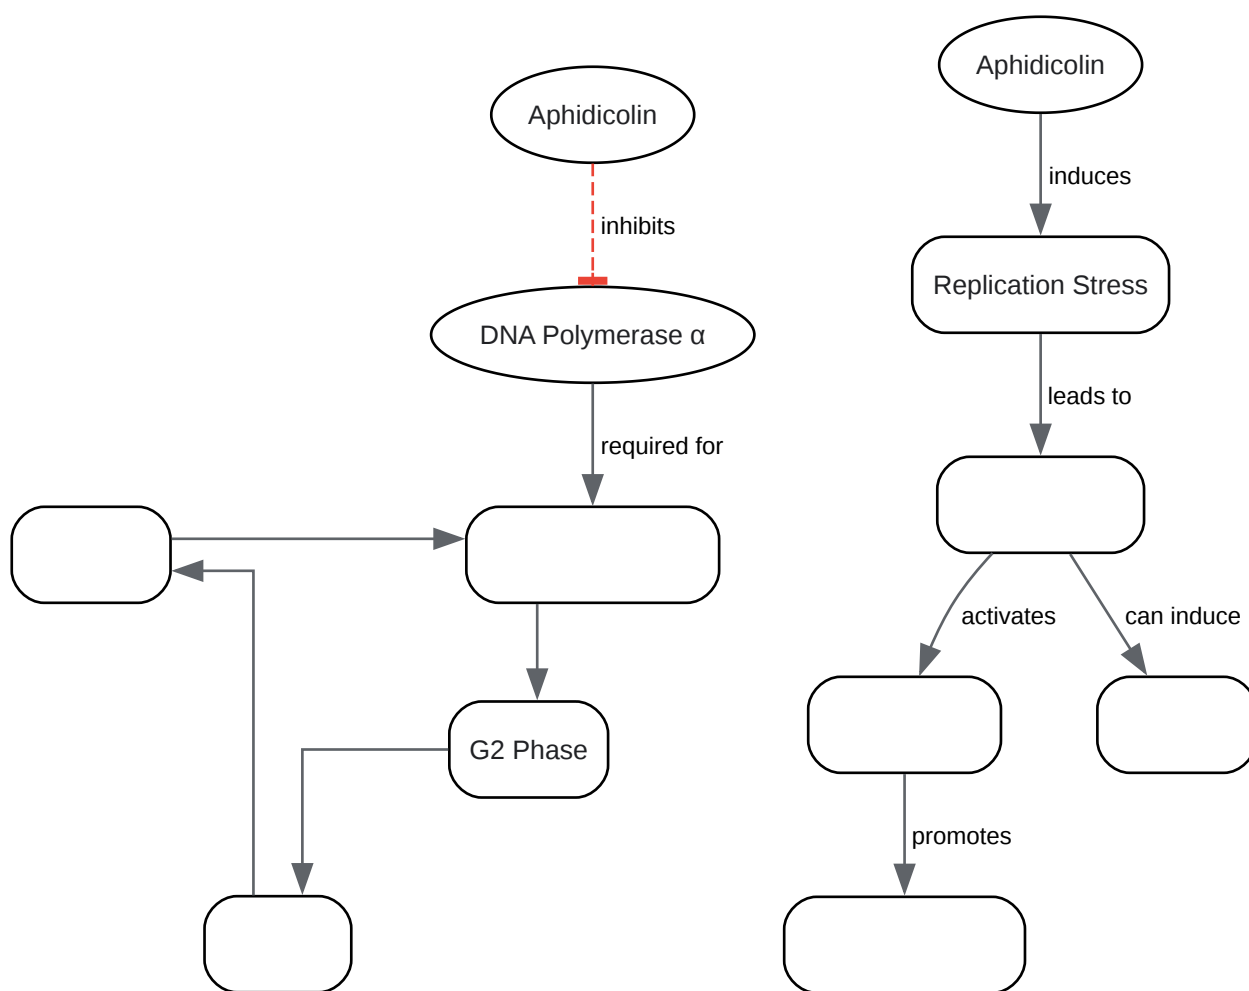 Aphidicolin
inhibits
DNA Polymerase α
required for
G2 Phase
Aphidicolin
induces
Replication Stress
leads to
activates
can induce
promotes